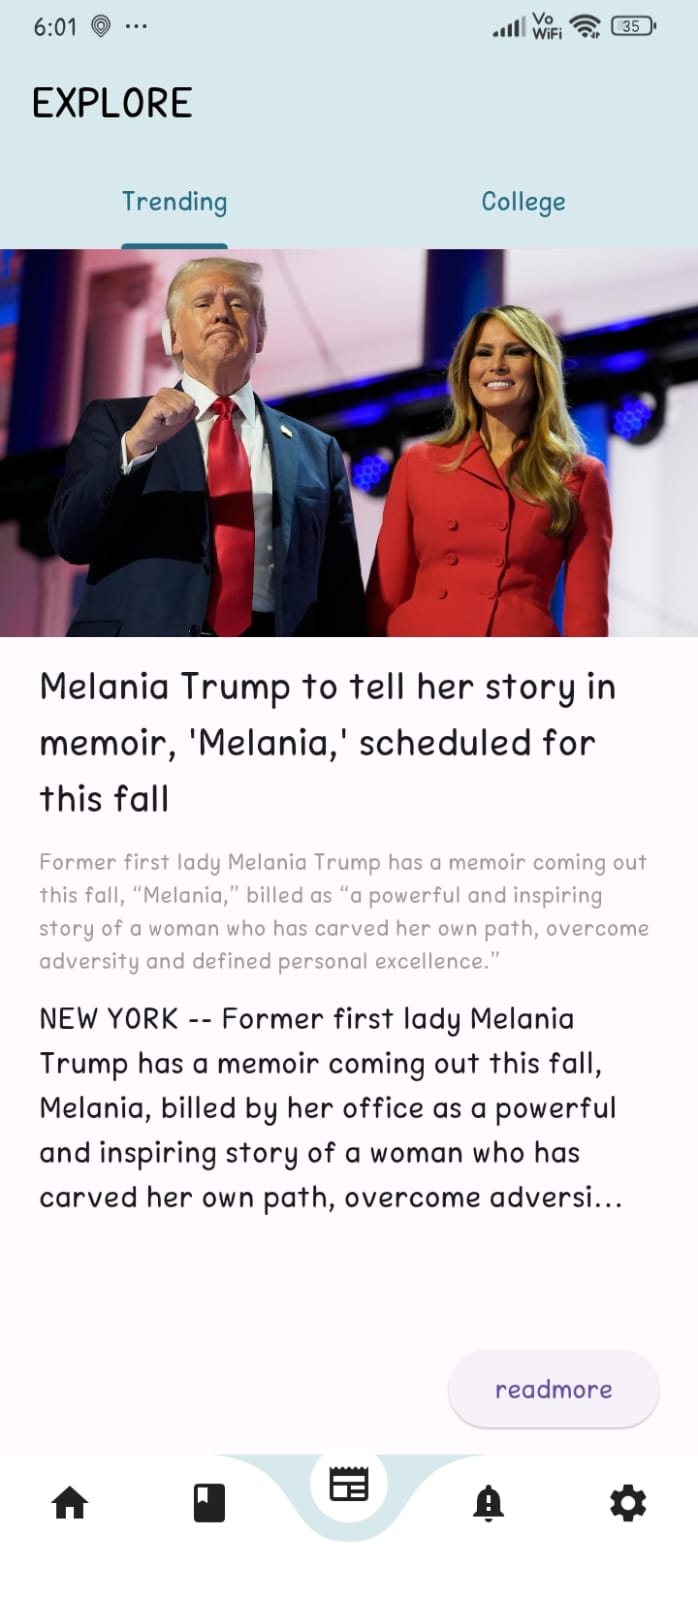 6:01
Vo
WiFi
35
EXPLORE
Trending
College
Melania Trump to tell her story in
memoir, 'Melania,' scheduled for
this fall
Former first lady Melania Trump has a memoir coming out
this fall, “Melania,” billed as “a powerful and inspiring
story of a woman who has carved her own path, overcome
adversity and defined personal excellence.”
NEW YORK -- Former first lady Melania
Trump has a memoir coming out this fall,
Melania, billed by her office as a powerful
and inspiring story of a woman who has
carved her own path, overcome adversi...
readmore